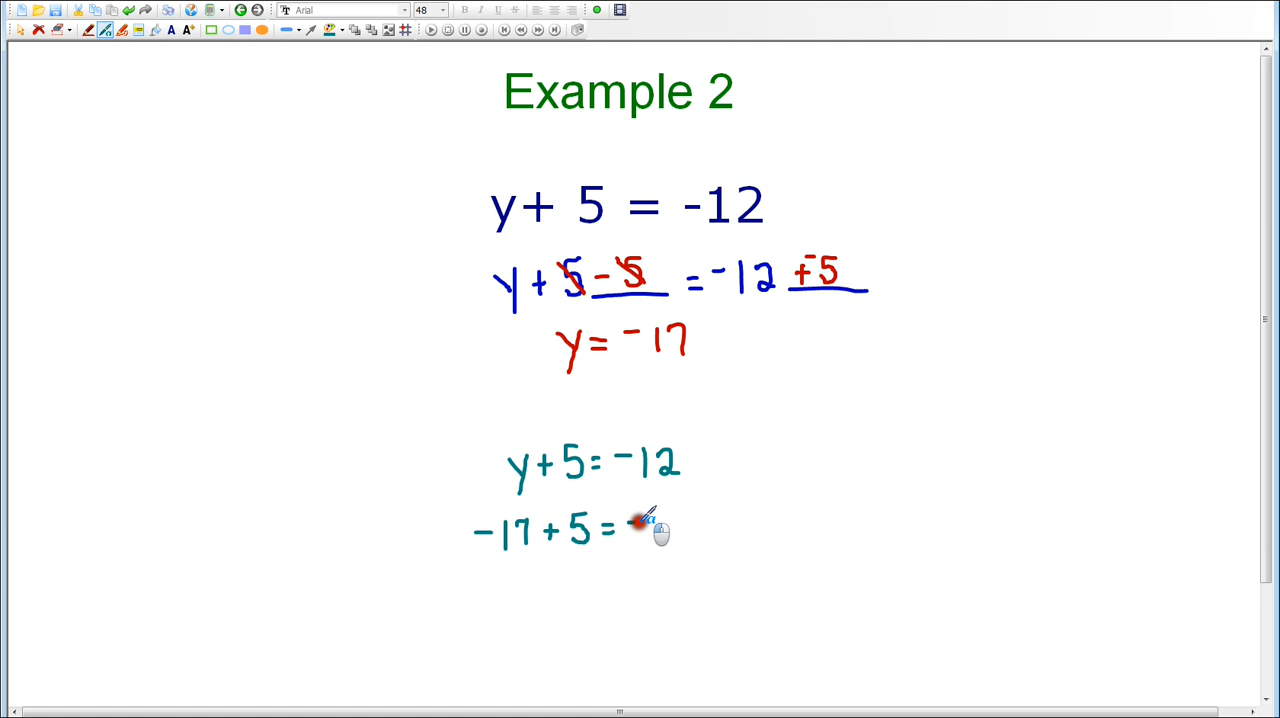 Arial 48 B I U S
Example 2
y+ 5 = -12
y + 5 - 5 = -12 + -5
y = -17
y + 5 = -12
-17 + 5 = -